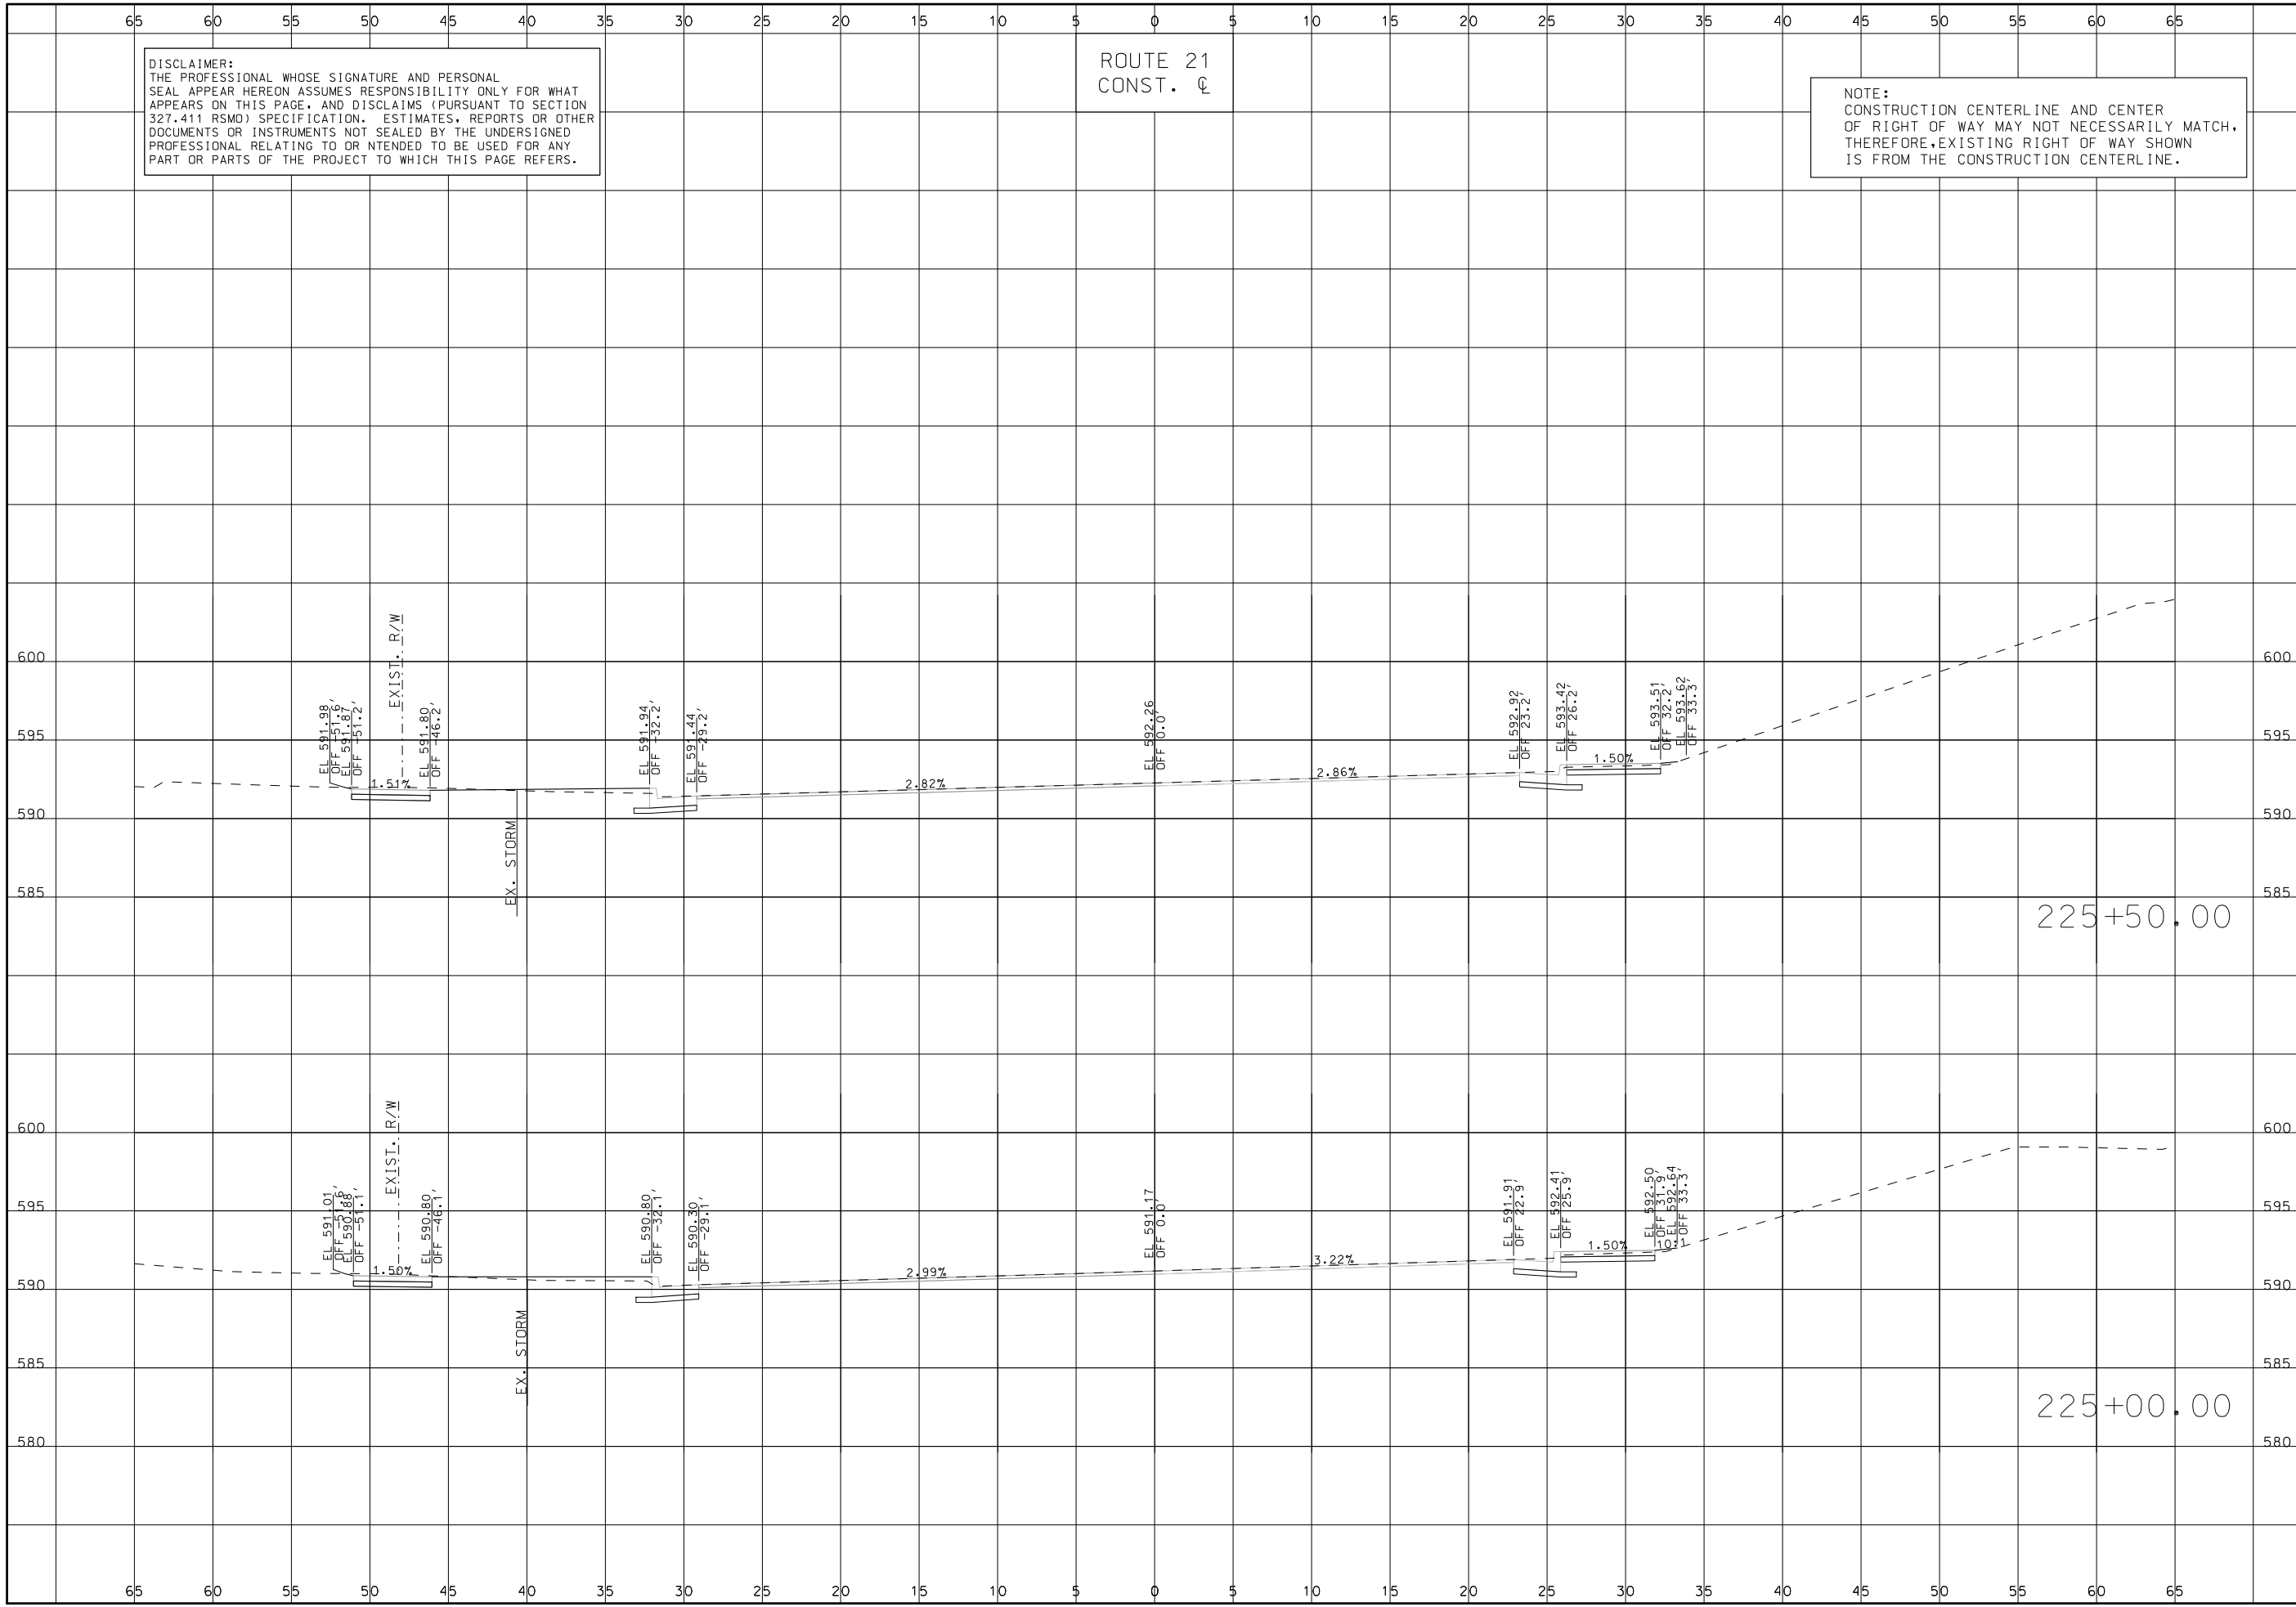 65 60 55 50 45 40 35 30 25 20 15 10 5 0 5 10 15 20 25 30 35 40 45 50 55 60 65
DISCLAIMER:
THE PROFESSIONAL WHOSE SIGNATURE AND PERSONAL
SEAL APPEAR HEREON ASSUMES RESPONSIBILITY ONLY FOR WHAT
APPEARS ON THIS PAGE, AND DISCLAIMS (PURSUANT TO SECTION
327.411 RSMO) SPECIFICATION. ESTIMATES, REPORTS OR OTHER
DOCUMENTS OR INSTRUMENTS NOT SEALED BY THE UNDERSIGNED
PROFESSIONAL RELATING TO OR NTENDED TO BE USED FOR ANY
PART OR PARTS OF THE PROJECT TO WHICH THIS PAGE REFERS.
ROUTE 21
CONST. ℄
NOTE:
CONSTRUCTION CENTERLINE AND CENTER
OF RIGHT OF WAY MAY NOT NECESSARILY MATCH,
THEREFORE,EXISTING RIGHT OF WAY SHOWN
IS FROM THE CONSTRUCTION CENTERLINE.
600 600
595 595
590 590
585 585
EL 591.98
OFF -51.6'
EL 591.87
OFF -51.2'
EXIST. R/W
EL 591.80
OFF -46.2'
EL 591.94
OFF -32.2'
EL 591.44
OFF -29.2'
EL 592.26
OFF 0.0'
EL 592.92
OFF 23.2'
EL 593.42
OFF 26.2'
EL 593.51
OFF 32.2'
EL 593.62
OFF 33.3'
1.51%
2.82%
2.86%
1.50%
EX. STORM
225+50.00
600 600
595 595
590 590
585 585
580 580
EL 591.01
OFF -51.6'
EL 590.88
OFF -51.1'
EXIST. R/W
EL 590.80
OFF -46.1'
EL 590.80
OFF -32.1'
EL 590.30
OFF -29.1'
EL 591.17
OFF 0.0'
EL 591.91
OFF 22.9'
EL 592.41
OFF 25.9'
EL 592.50
OFF 31.9'
EL 592.64
OFF 33.3'
1.50%
2.99%
3.22%
1.50%
10:1
EX. STORM
225+00.00
65 60 55 50 45 40 35 30 25 20 15 10 5 0 5 10 15 20 25 30 35 40 45 50 55 60 65